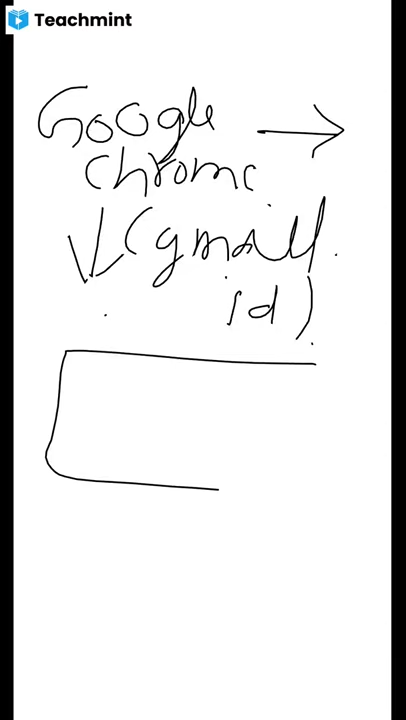 Teachmint
Google →
Chrome
↓ (gmail
id)